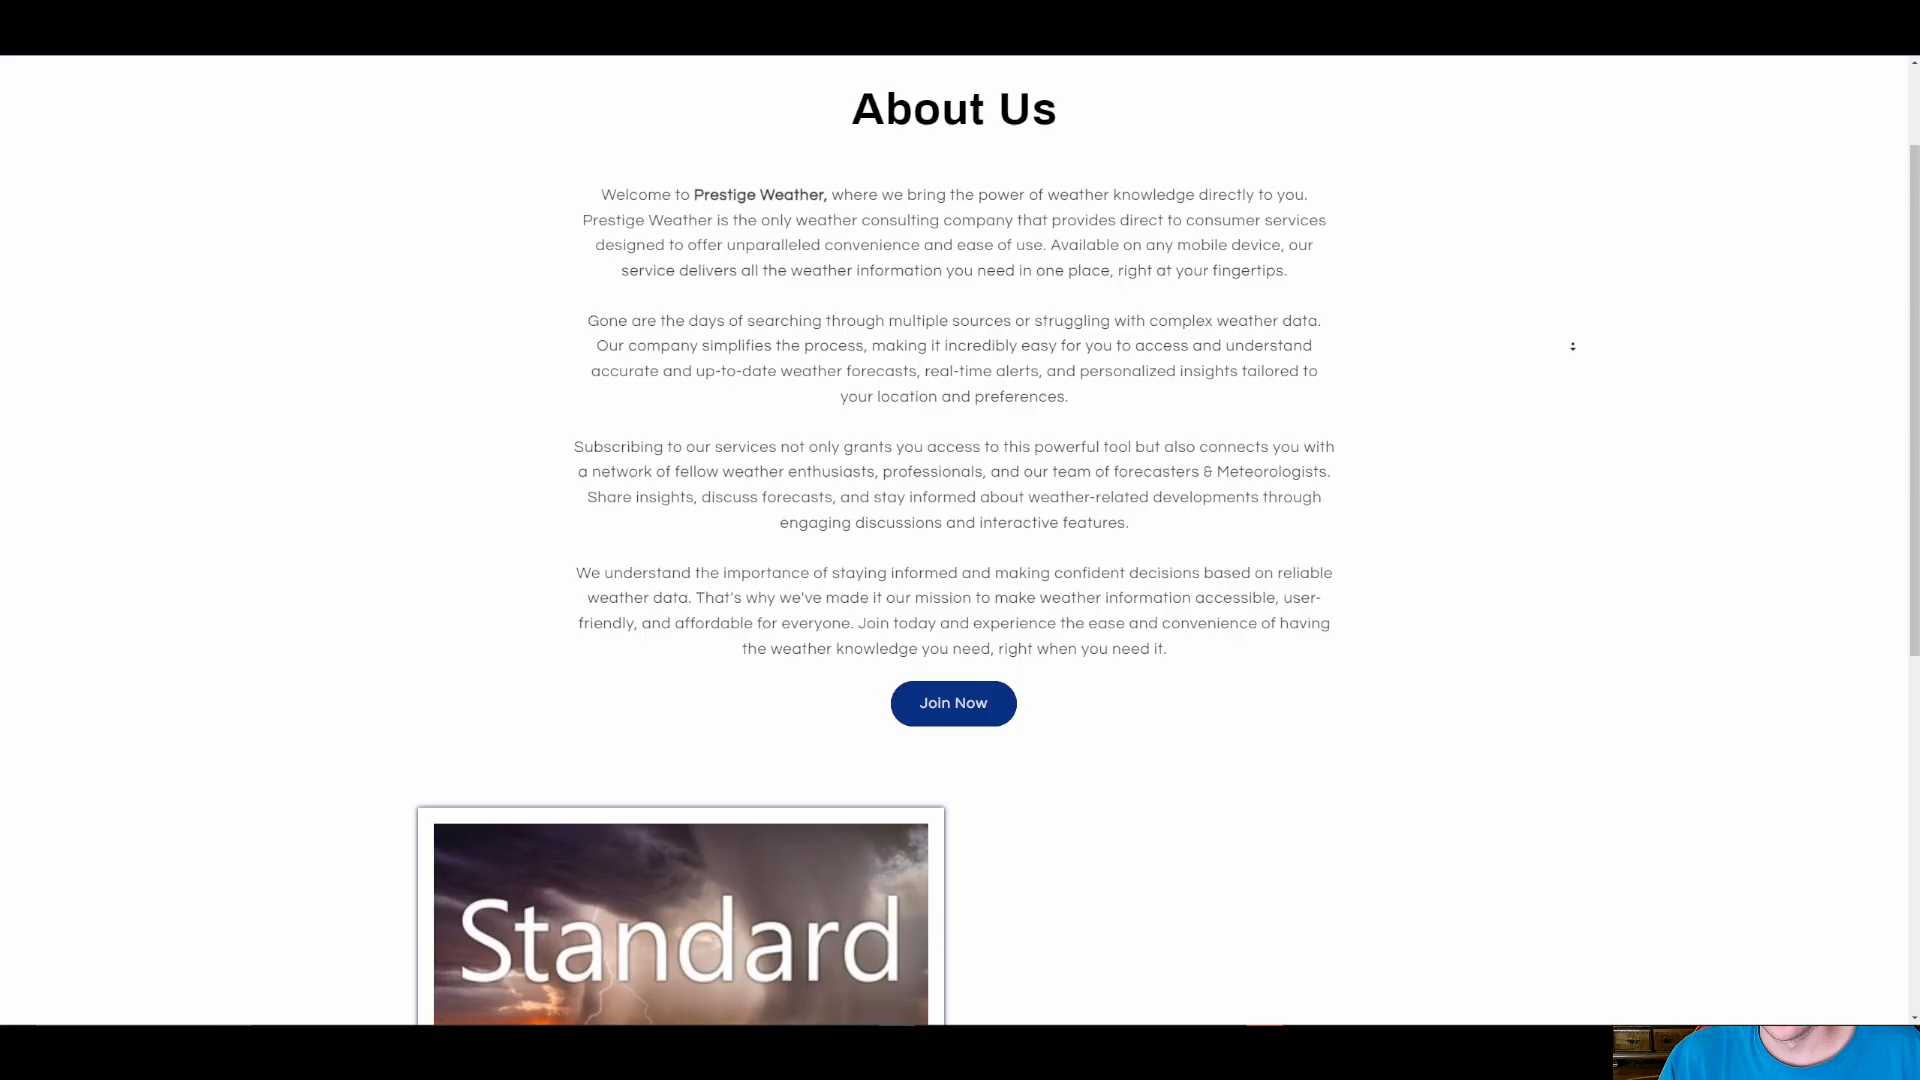 About Us
Welcome to Prestige Weather, where we bring the power of weather knowledge directly to you.
Prestige Weather is the only weather consulting company that provides direct to consumer services
designed to offer unparalleled convenience and ease of use. Available on any mobile device, our
service delivers all the weather information you need in one place, right at your fingertips.
Gone are the days of searching through multiple sources or struggling with complex weather data.
Our company simplifies the process, making it incredibly easy for you to access and understand
accurate and up-to-date weather forecasts, real-time alerts, and personalized insights tailored to
your location and preferences.
Subscribing to our services not only grants you access to this powerful tool but also connects you with
a network of fellow weather enthusiasts, professionals, and our team of forecasters & Meteorologists.
Share insights, discuss forecasts, and stay informed about weather-related developments through
engaging discussions and interactive features.
We understand the importance of staying informed and making confident decisions based on reliable
weather data. That's why we've made it our mission to make weather information accessible, user-
friendly, and affordable for everyone. Join today and experience the ease and convenience of having
the weather knowledge you need, right when you need it.
Join Now
Standard